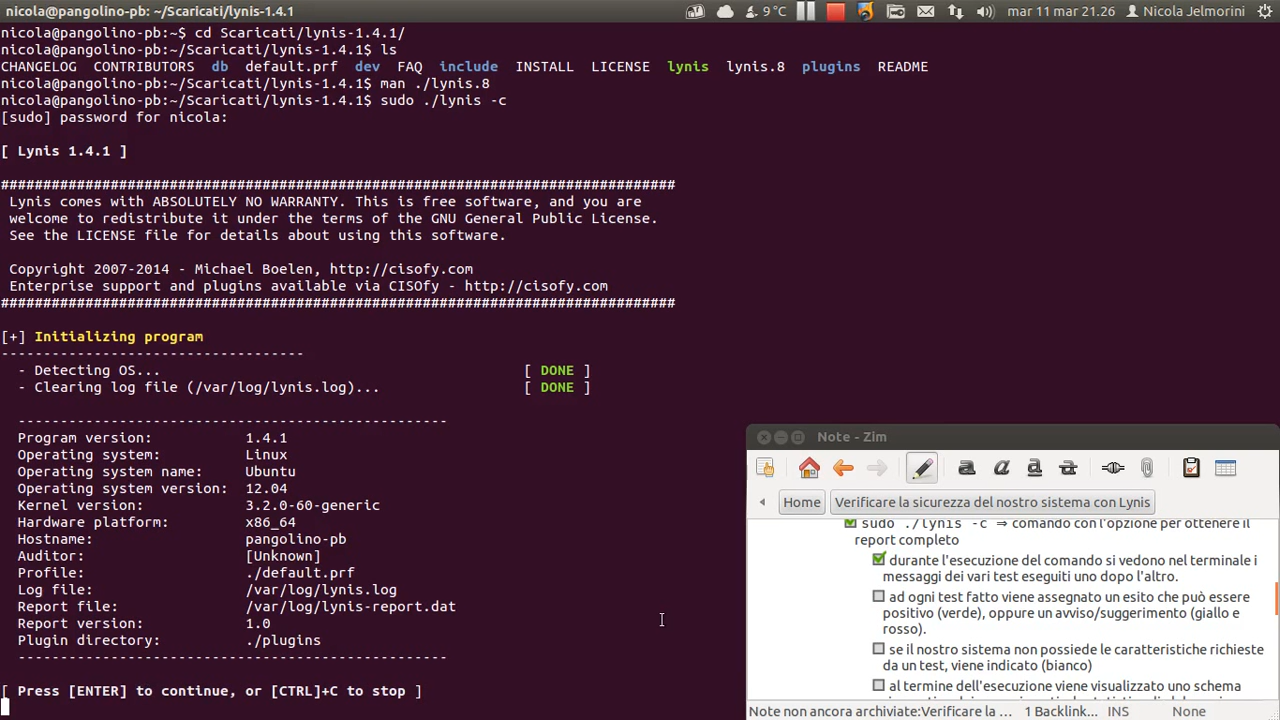 nicola@pangolino-pb: ~/Scaricati/lynis-1.4.1
9 °C
mar 11 mar 21.26
Nicola Jelmorini
nicola@pangolino-pb:~$ cd Scaricati/lynis-1.4.1/
nicola@pangolino-pb:~/Scaricati/lynis-1.4.1$ ls
CHANGELOG CONTRIBUTORS db default.prf dev FAQ include INSTALL LICENSE lynis lynis.8 plugins README
nicola@pangolino-pb:~/Scaricati/lynis-1.4.1$ man ./lynis.8
nicola@pangolino-pb:~/Scaricati/lynis-1.4.1$ sudo ./lynis -c
[sudo] password for nicola:
[ Lynis 1.4.1 ]
################################################################################
Lynis comes with ABSOLUTELY NO WARRANTY. This is free software, and you are
welcome to redistribute it under the terms of the GNU General Public License.
See the LICENSE file for details about using this software.
Copyright 2007-2014 - Michael Boelen, http://cisofy.com
Enterprise support and plugins available via CISOfy - http://cisofy.com
################################################################################
[+] Initializing program
------------------------------------
- Detecting OS... [ DONE ]
- Clearing log file (/var/log/lynis.log)... [ DONE ]
---------------------------------------------------
Program version: 1.4.1
Operating system: Linux
Operating system name: Ubuntu
Operating system version: 12.04
Kernel version: 3.2.0-60-generic
Hardware platform: x86_64
Hostname: pangolino-pb
Auditor: [Unknown]
Profile: ./default.prf
Log file: /var/log/lynis.log
Report file: /var/log/lynis-report.dat
Report version: 1.0
Plugin directory: ./plugins
---------------------------------------------------
[ Press [ENTER] to continue, or [CTRL]+C to stop ]
Note - Zim
Home
Verificare la sicurezza del nostro sistema con Lynis
sudo ./lynis -c ⇒ comando con l'opzione per ottenere il
report completo
durante l'esecuzione del comando si vedono nel terminale i
messaggi dei vari test eseguiti uno dopo l'altro.
ad ogni test fatto viene assegnato un esito che può essere
positivo (verde), oppure un avviso/suggerimento (giallo e
rosso).
se il nostro sistema non possiede le caratteristiche richieste
da un test, viene indicato (bianco)
al termine dell'esecuzione viene visualizzato uno schema
Note non ancora archiviate:Verificare la ...
1 Backlink...
INS
None